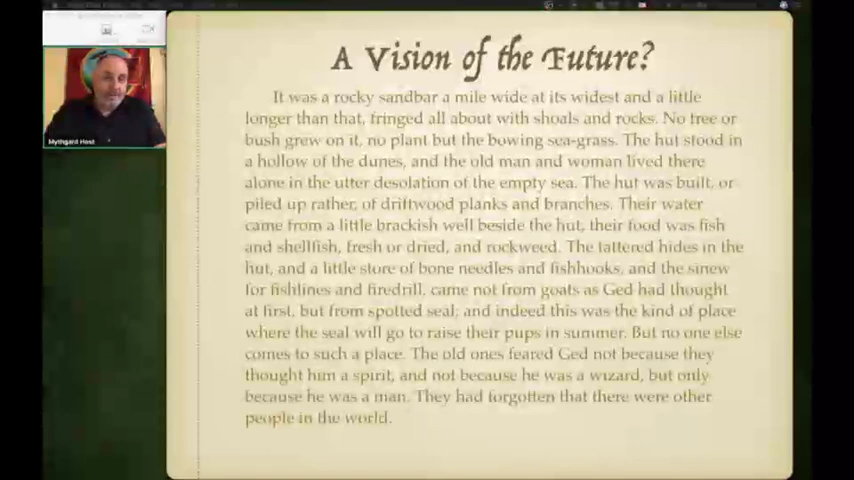 A Vision of the Future?
It was a rocky sandbar a mile wide at its widest and a little
longer than that, fringed all about with shoals and rocks. No tree or
bush grew on it, no plant but the bowing sea-grass. The hut stood in
a hollow of the dunes, and the old man and woman lived there
alone in the utter desolation of the empty sea. The hut was built, or
piled up rather, of driftwood planks and branches. Their water
came from a little brackish well beside the hut, their food was fish
and shellfish, fresh or dried, and rockweed. The tattered hides in the
hut, and a little store of bone needles and fishhooks, and the sinew
for fishlines and firedrill, came not from goats as Ged had thought
at first, but from spotted seal; and indeed this was the kind of place
where the seal will go to raise their pups in summer. But no one else
comes to such a place. The old ones feared Ged not because they
thought him a spirit, and not because he was a wizard, but only
because he was a man. They had forgotten that there were other
people in the world.
Mythgard Host